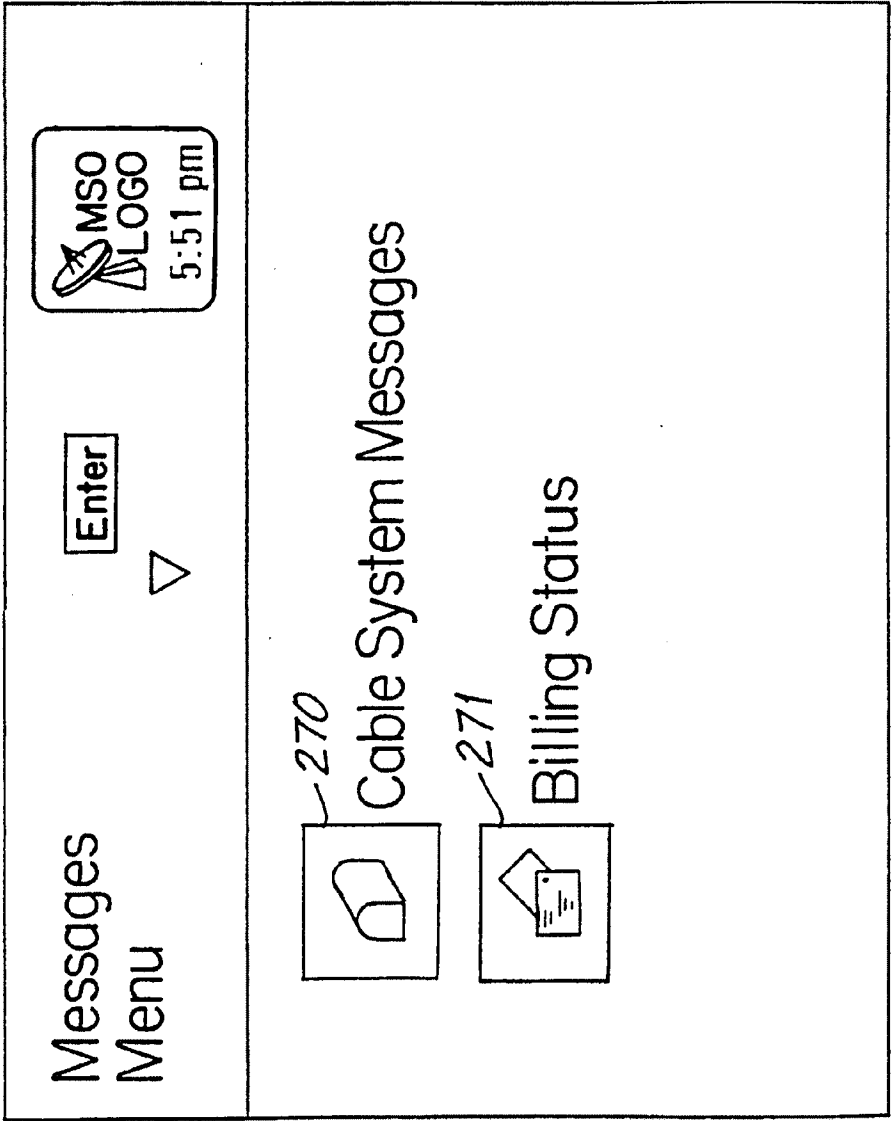 Messages
Menu
Enter
MSO
LOGO
5:51 pm
270
Cable System Messages
271
Billing Status